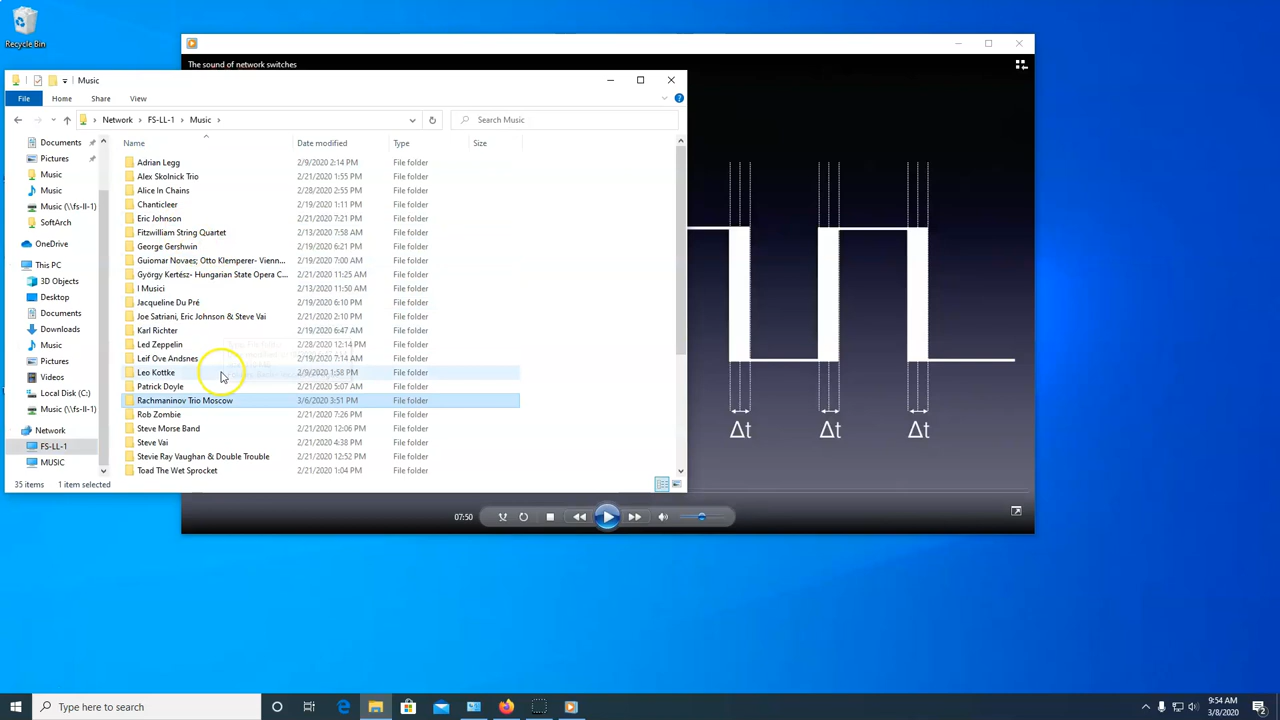 Recycle Bin
The sound of network switches
Music
File Home Share View
Network FS-LL-1 Music
Search Music
Name Date modified Type Size
Documents
Pictures
Music
Music (\\fs-ll-1)
SoftArch
OneDrive
This PC
3D Objects
Desktop
Documents
Downloads
Music
Pictures
Videos
Local Disk (C:)
Music (\\fs-ll-1)
Network
FS-LL-1
MUSIC
Adrian Legg 2/9/2020 2:14 PM File folder
Alex Skolnick Trio 2/21/2020 1:55 PM File folder
Alice In Chains 2/28/2020 2:55 PM File folder
Chanticleer 2/19/2020 1:11 PM File folder
Eric Johnson 2/21/2020 7:21 PM File folder
Fitzwilliam String Quartet 2/13/2020 7:58 AM File folder
George Gershwin 2/19/2020 6:21 PM File folder
Guiomar Novaes; Otto Klemperer- Vienn... 2/19/2020 7:00 AM File folder
György Kertész- Hungarian State Opera C... 2/21/2020 11:25 AM File folder
I Musici 2/13/2020 11:50 AM File folder
Jacqueline Du Pré 2/19/2020 6:10 PM File folder
Joe Satriani, Eric Johnson & Steve Vai 2/21/2020 2:10 PM File folder
Karl Richter 2/19/2020 6:47 AM File folder
Led Zeppelin 2/28/2020 12:14 PM File folder
Leif Ove Andsnes 2/19/2020 7:14 AM File folder
Leo Kottke 2/9/2020 1:58 PM File folder
Patrick Doyle 2/21/2020 5:07 AM File folder
Rachmaninov Trio Moscow 3/6/2020 3:51 PM File folder
Rob Zombie 2/21/2020 7:26 PM File folder
Steve Morse Band 2/21/2020 12:06 PM File folder
Steve Vai 2/21/2020 4:38 PM File folder
Stevie Ray Vaughan & Double Trouble 2/21/2020 12:52 PM File folder
Toad The Wet Sprocket 2/21/2020 1:04 PM File folder
35 items 1 item selected
Δt Δt Δt
07:50
Type here to search
9:54 AM
3/8/2020